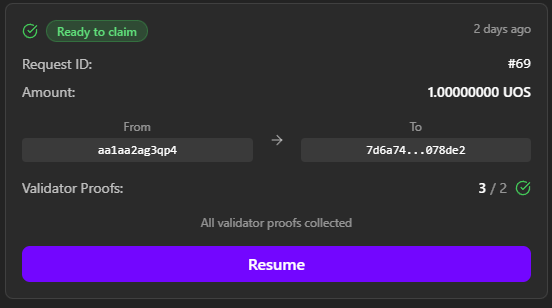 Ready to claim 2 days ago
Request ID: #69
Amount: 1.00000000 UOS
From To
aa1aa2ag3qp4 → 7d6a74...078de2
Validator Proofs: 3 / 2
All validator proofs collected
Resume